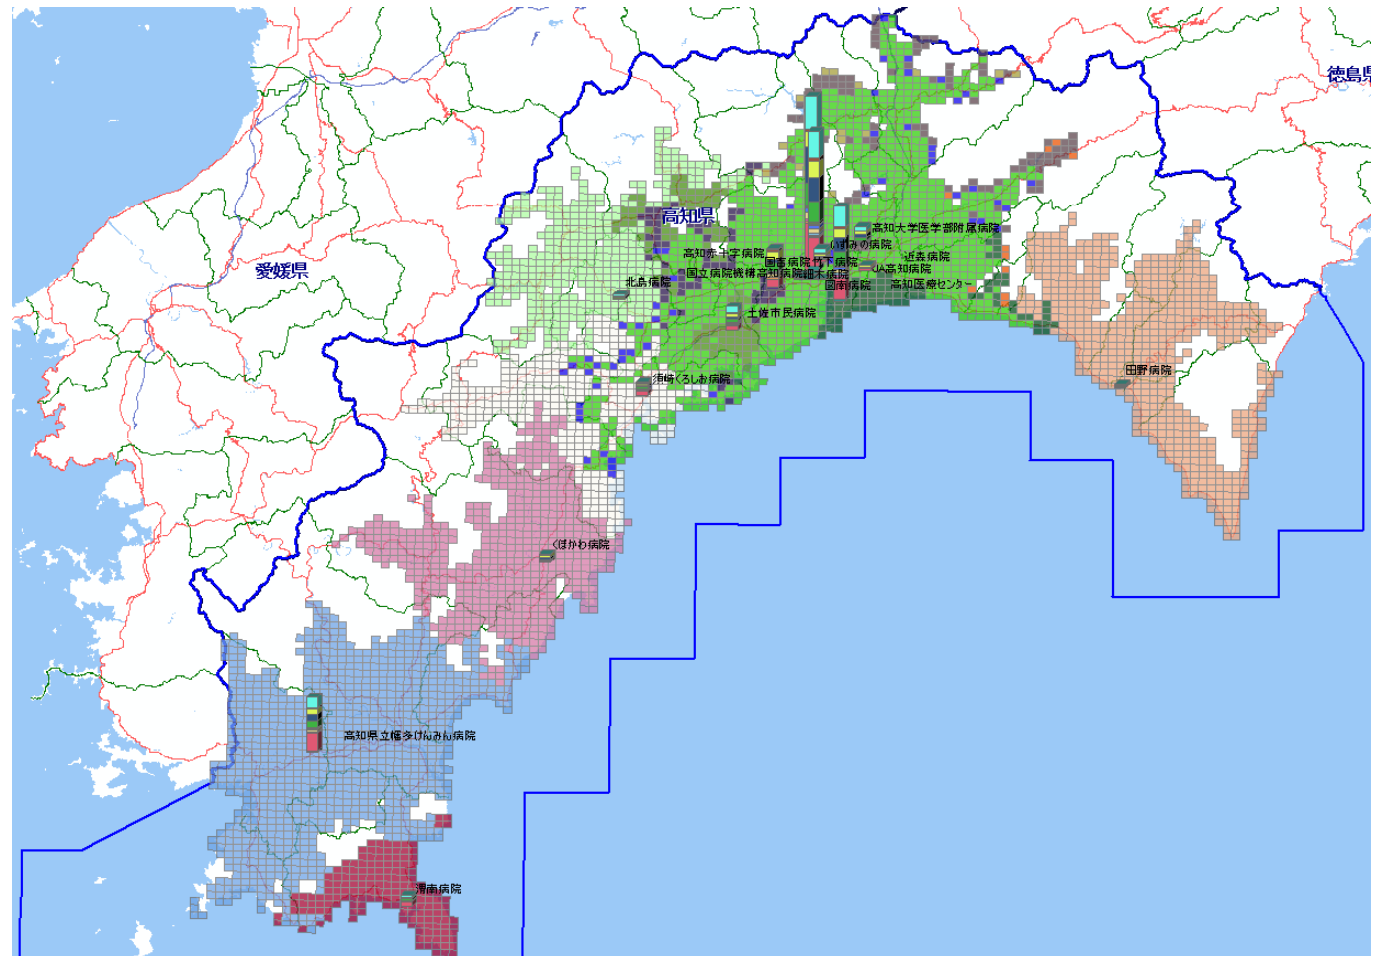 徳島県
高知県
愛媛県
高知大学医学部附属病院
いずみの病院
高知赤十字病院
国吉病院
竹下病院
近森病院
国立病院機構高知病院
細木病院
JA高知病院
北島病院
図南病院
高知医療センター
土佐市民病院
須崎くろしお病院
田野病院
くぼかわ病院
高知県立幡多けんみん病院
渭南病院